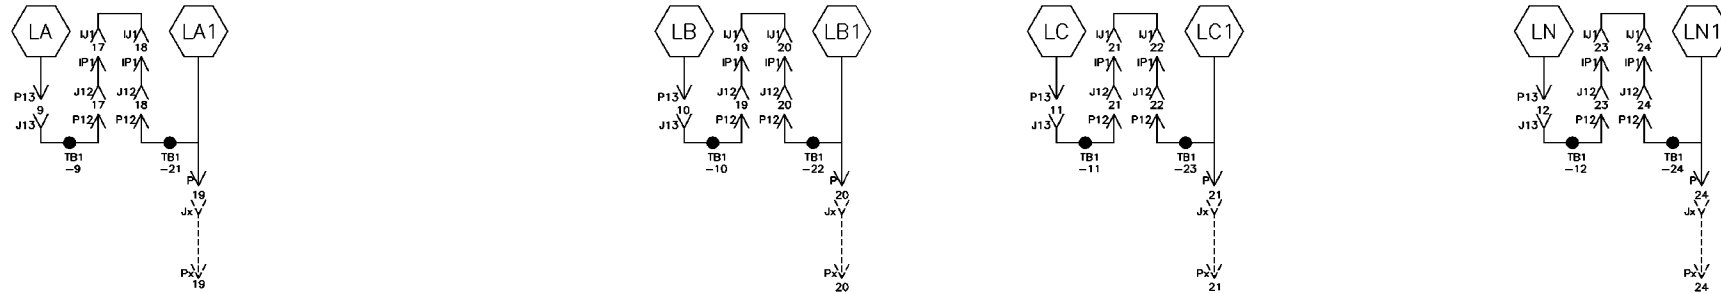 LA IJ1 IJ1 LA1 LB IJ1 IJ1 LB1 LC IJ1 IJ1 LC1 LN IJ1 IJ1 LN1
17 18 19 20 21 22 23 24
IP1 IP1 IP1 IP1 IP1 IP1 IP1 IP1
P13 J12 J12 P13 J12 J12 P13 J12 J12 P13 J12 J12
9 17 18 10 19 20 11 21 22 12 23 24
J13 P12 P12 J13 P12 P12 J13 P12 P12 J13 P12 P12
TB1 TB1 TB1 TB1 TB1 TB1 TB1 TB1
-9 -21 -10 -22 -11 -23 -12 -24
P P P P
19 20 21 24
Jx Jx Jx Jx
Px Px Px Px
19 20 21 24